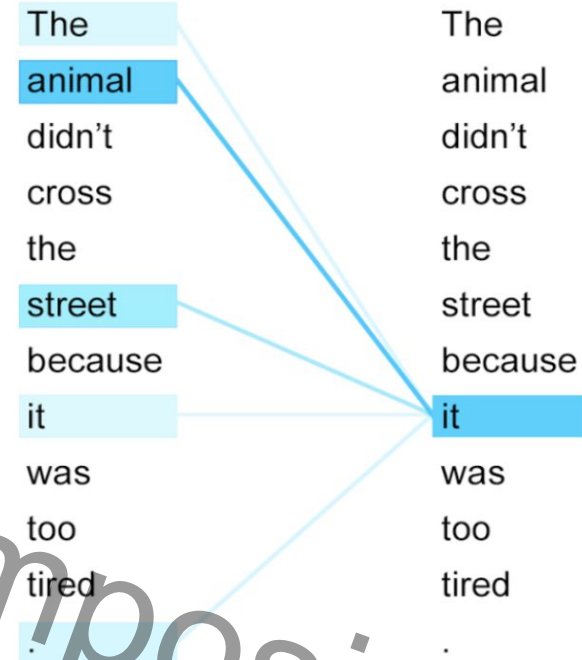 The The
animal animal
didn’t didn’t
cross cross
the the
street street
because because
it it
was was
too too
tired tired
. .